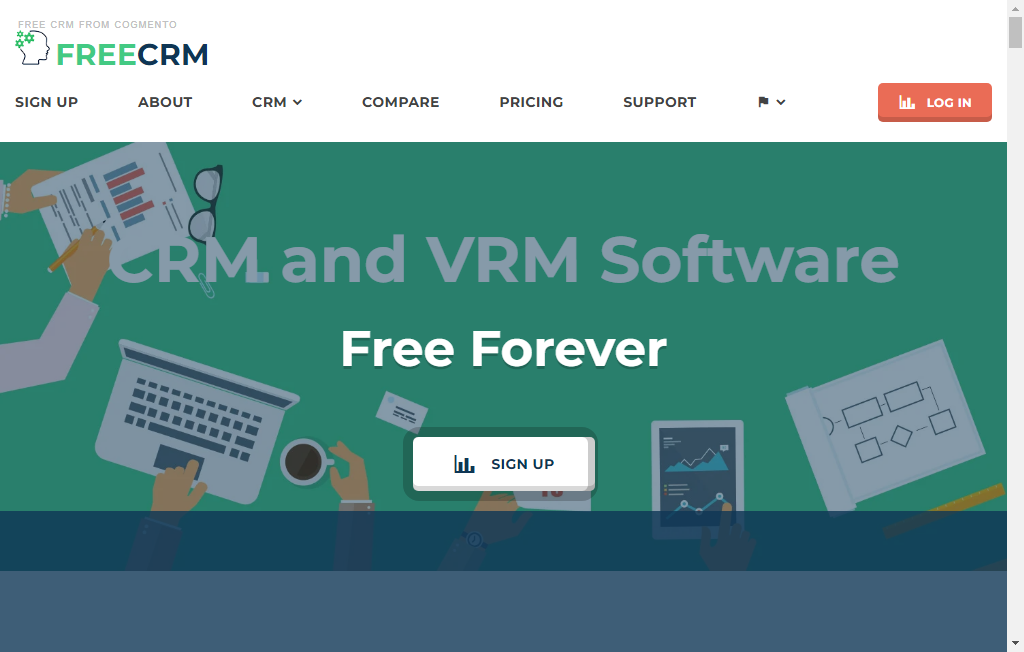 FREE CRM FROM COGMENTO
FREECRM
SIGN UP
ABOUT
CRM
COMPARE
PRICING
SUPPORT
LOG IN
CRM and VRM Software
Free Forever
SIGN UP